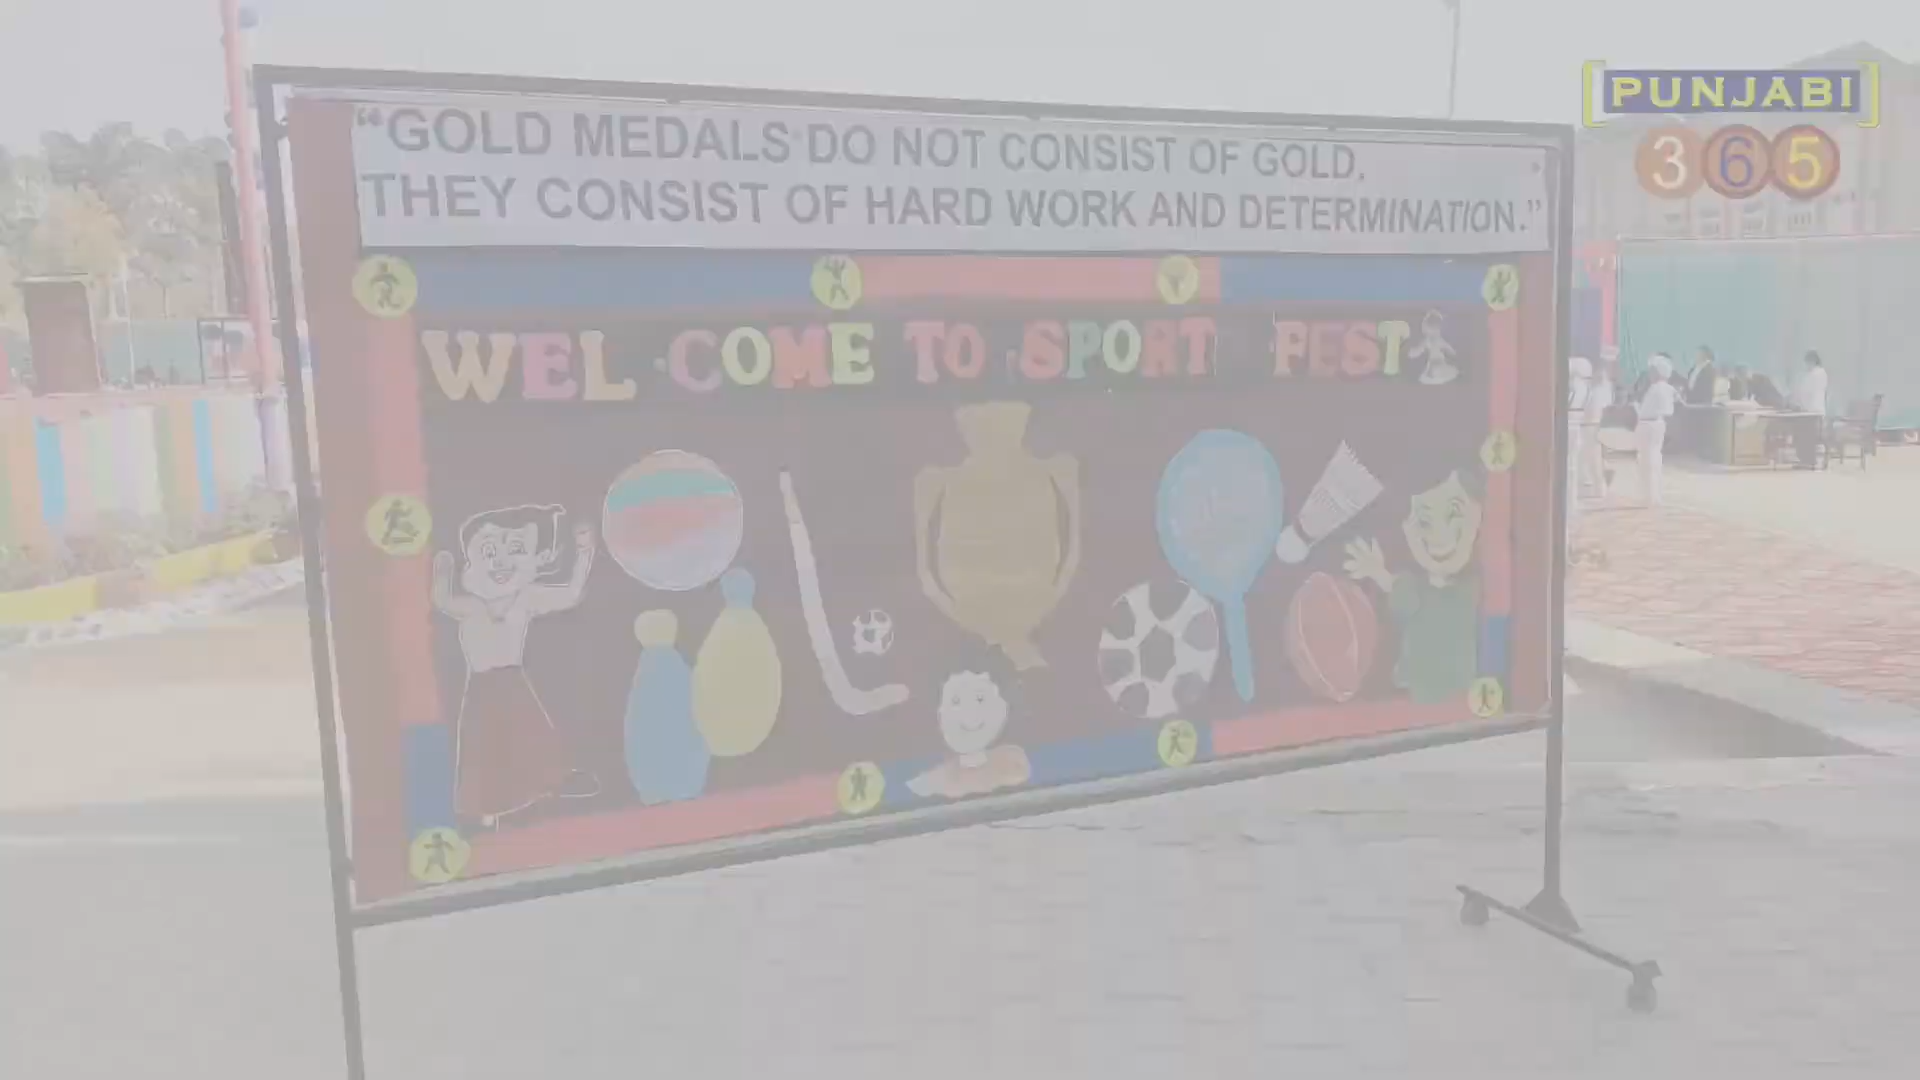 PUNJABI
365
“GOLD MEDALS DO NOT CONSIST OF GOLD,
THEY CONSIST OF HARD WORK AND DETERMINATION.”
WEL COME TO SPORT FEST